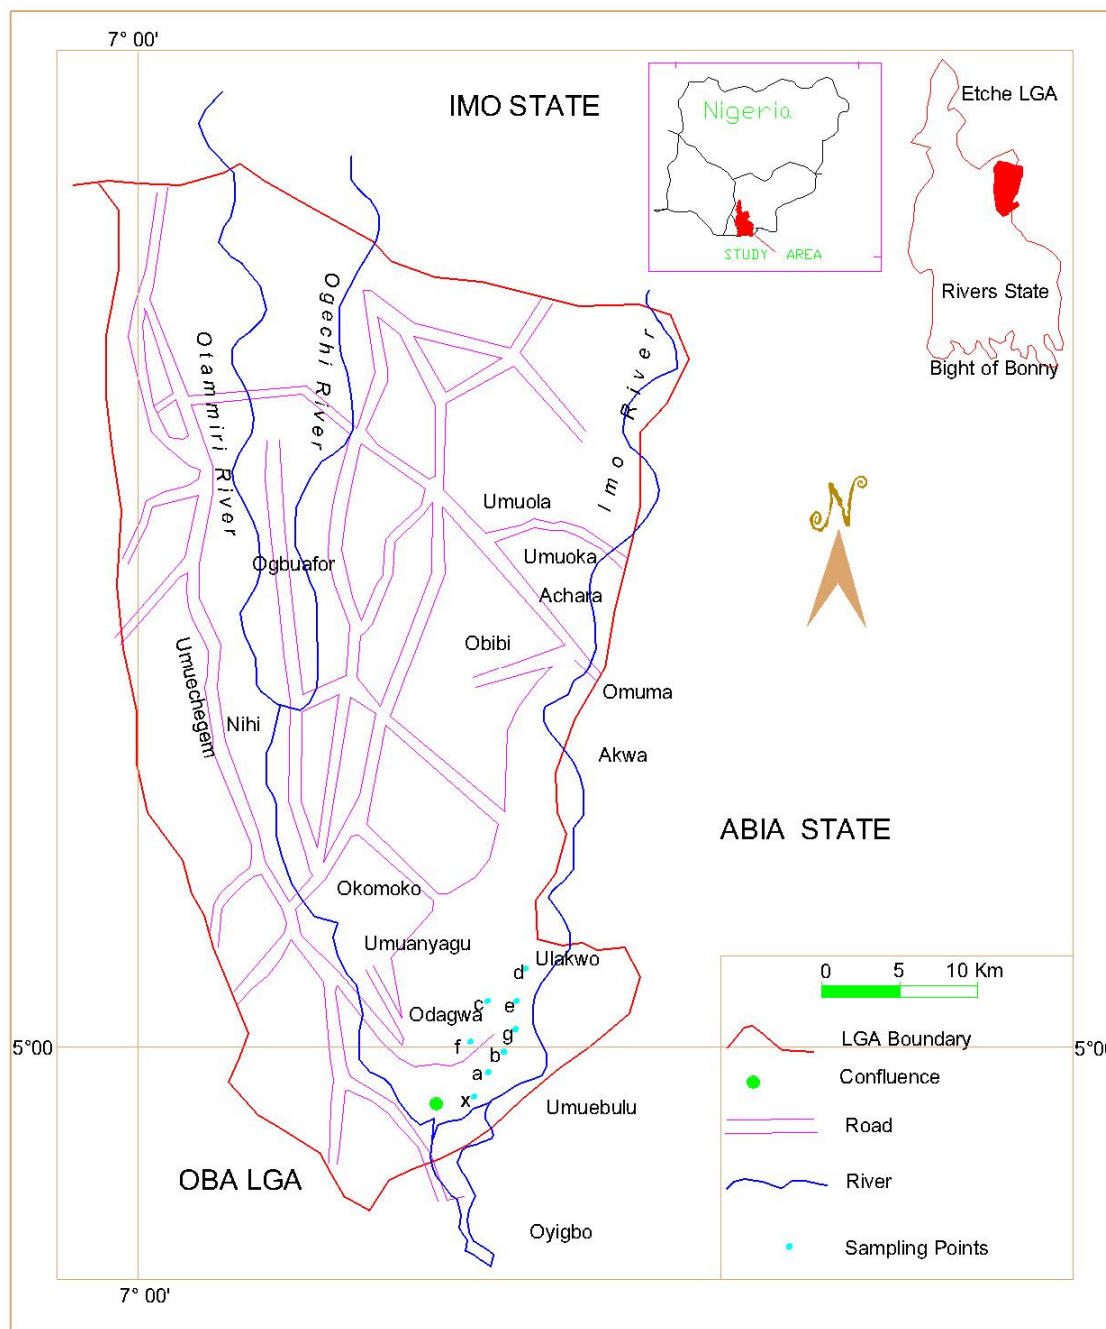 7° 00'
IMO STATE
Nigeria
STUDY AREA
Etche LGA
Rivers State
Bight of Bonny
Otammiri River
Ogechi River
Imo River
N
Umuola
Umuoka
Ogbuafor
Achara
Obibi
Umuechegem
Omuma
Nihi
Akwa
ABIA STATE
Okomoko
Umuanyagu
Ulakwo
d
c
e
Odagwa
g
f
b
a
x
5°00
5°00
Umuebulu
OBA LGA
Oyigbo
0 5 10 Km
LGA Boundary
Confluence
Road
River
Sampling Points
7° 00'